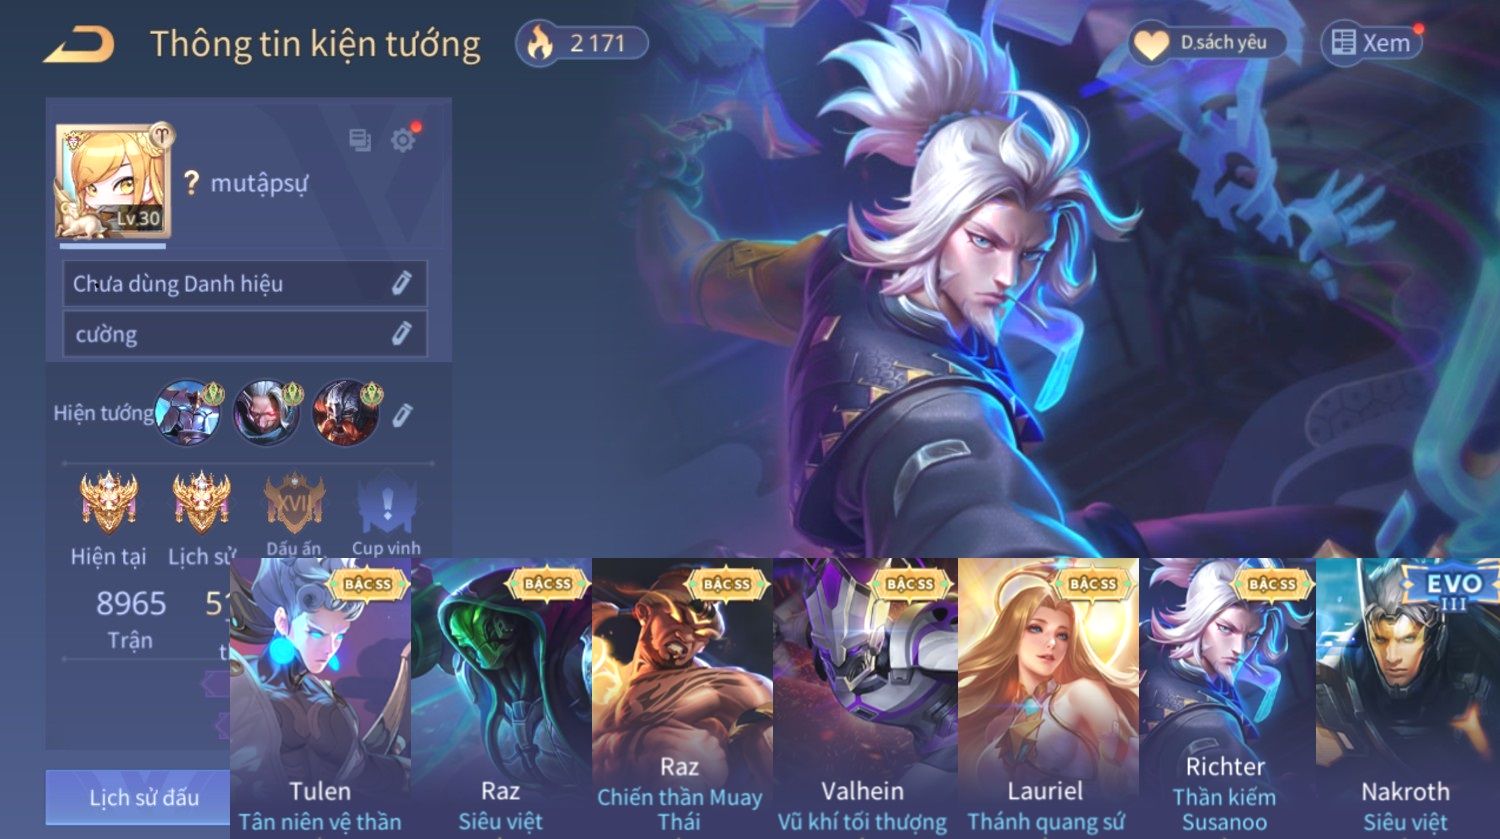 Thông tin kiện tướng
2 171
D.sách yêu
Xem
Lv.30
? mutậpsự
Chưa dùng Danh hiệu
cường
Hiện tướng
XVII
Hiện tại
Lịch sử
Dấu ấn
Cup vinh
8965
Trận
Lịch sử đấu
BẬC SS
BẬC SS
BẬC SS
BẬC SS
BẬC SS
BẬC SS
EVO
III
Tulen
Tân niên vệ thần
Raz
Siêu việt
Raz
Chiến thần Muay
Thái
Valhein
Vũ khí tối thượng
Lauriel
Thánh quang sứ
Richter
Thần kiếm
Susanoo
Nakroth
Siêu việt